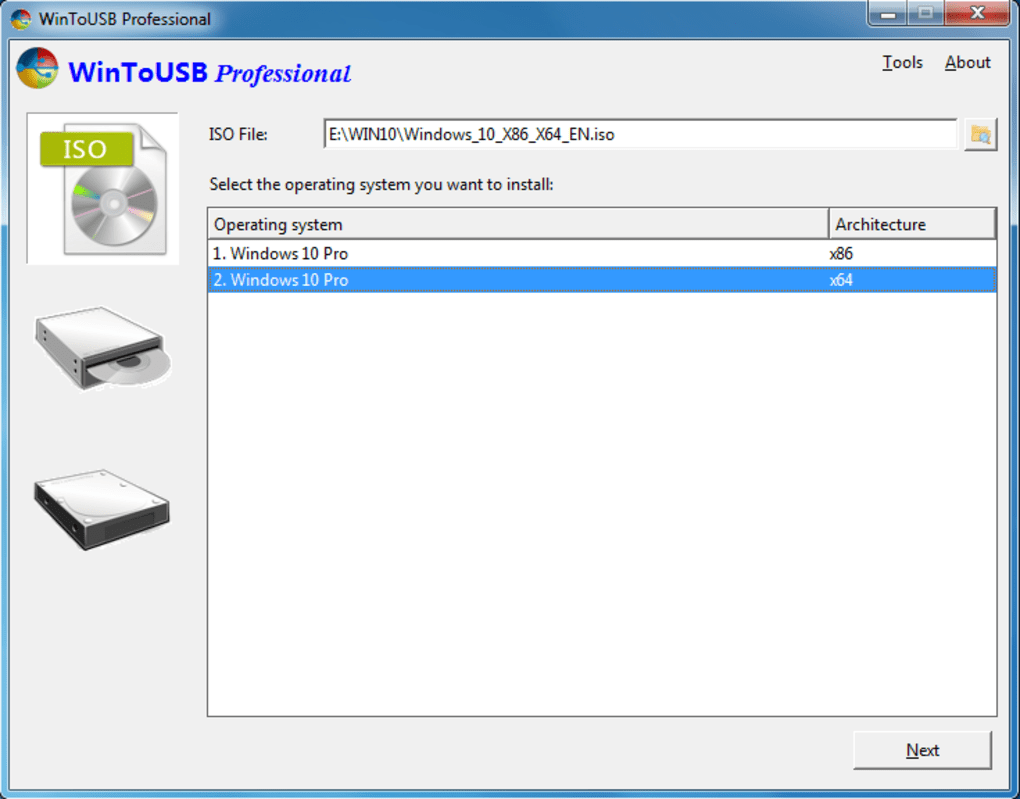 WinToUSB Professional
WinToUSB Professional
Tools About
ISO
ISO File: E:\WIN10\Windows_10_X86_X64_EN.iso
Select the operating system you want to install:
Operating system Architecture
1. Windows 10 Pro x86
2. Windows 10 Pro x64
Next